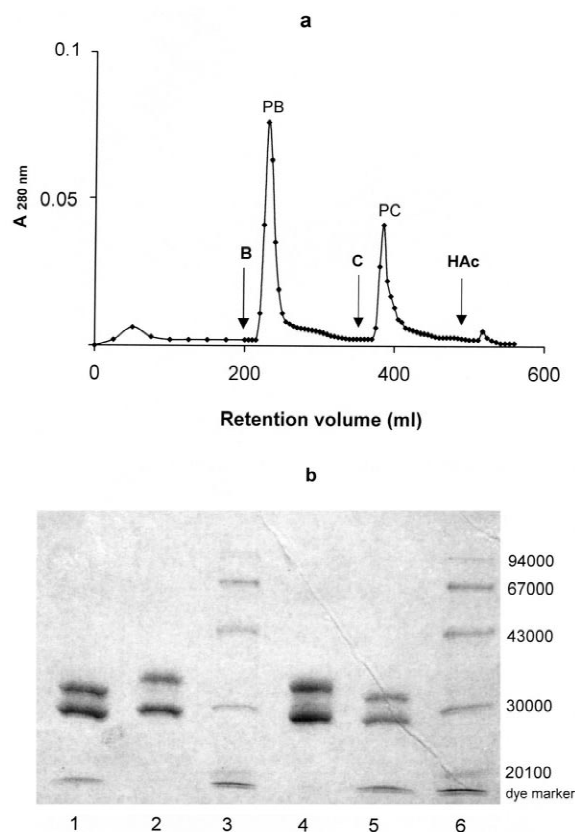 a
0.1
PB
0.05
PC
A 280 nm
B
C
HAc
0
200
400
600
Retention volume (ml)
b
94000
67000
43000
30000
20100
dye marker
1 2 3 4 5 6